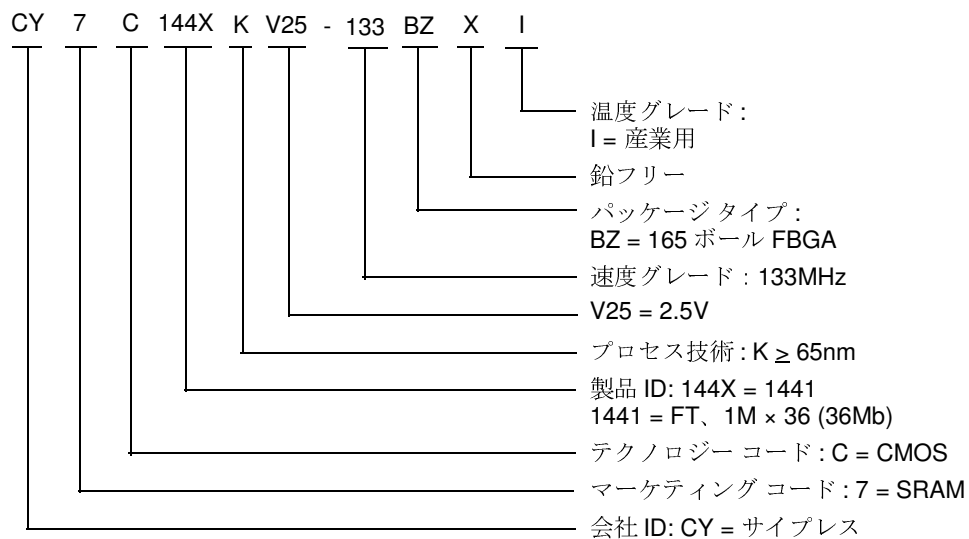 CY 7 C 144X K V25 - 133 BZ X I
温度グレード :
I = 産業用
鉛フリー
パッケージ タイプ :
BZ = 165 ボール FBGA
速度グレード : 133MHz
V25 = 2.5V
プロセス技術 : K ≥ 65nm
製品 ID: 144X = 1441
1441 = FT、1M × 36 (36Mb)
テクノロジー コード : C = CMOS
マーケティング コード : 7 = SRAM
会社 ID: CY = サイプレス